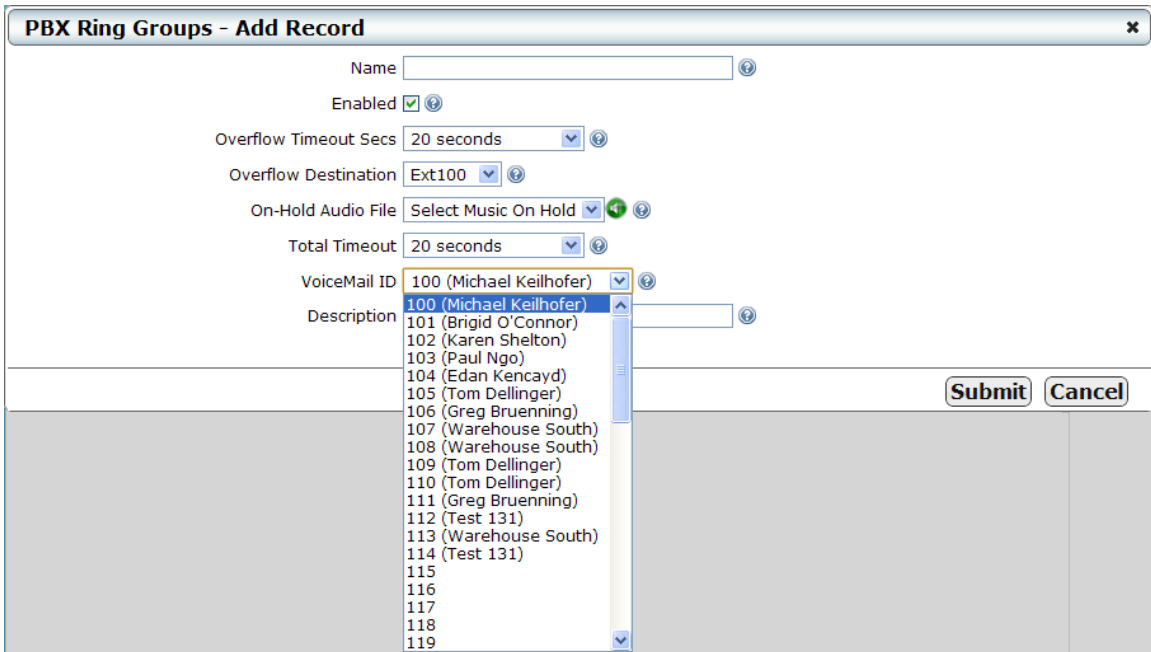 PBX Ring Groups - Add Record
Name
Enabled
Overflow Timeout Secs 20 seconds
Overflow Destination Ext100
On-Hold Audio File Select Music On Hold
Total Timeout 20 seconds
VoiceMail ID 100 (Michael Keilhofer)
100 (Michael Keilhofer)
Description
101 (Brigid O'Connor)
102 (Karen Shelton)
103 (Paul Ngo)
104 (Edan Kencayd)
105 (Tom Dellinger)
106 (Greg Bruenning)
107 (Warehouse South)
108 (Warehouse South)
109 (Tom Dellinger)
110 (Tom Dellinger)
111 (Greg Bruenning)
112 (Test 131)
113 (Warehouse South)
114 (Test 131)
115
116
117
118
119
Submit Cancel